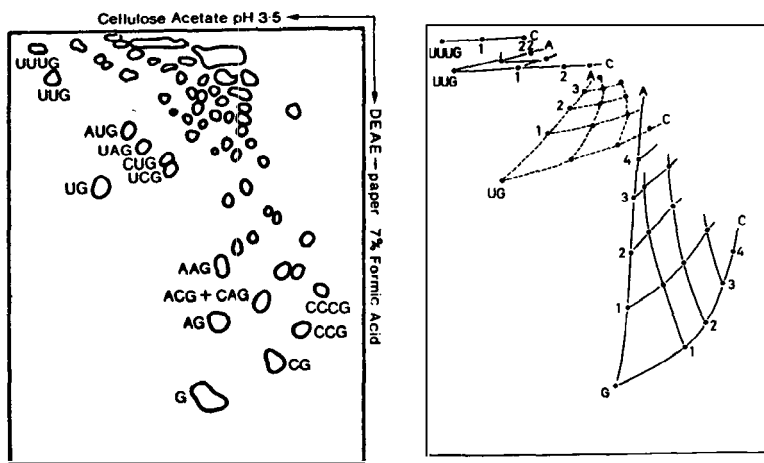 Cellulose Acetate pH 3·5
DEAE — paper 7% Formic Acid
UUUG
UUG
AUG
UAG
CUG
UCG
UG
AAG
ACG + CAG
AG
CCCG
CCG
CG
G
UUUG
1
C
2
2
A
1
UUG
1
2
C
A
3
2
1
A
C
UG
4
3
2
1
C
4
3
2
1
G